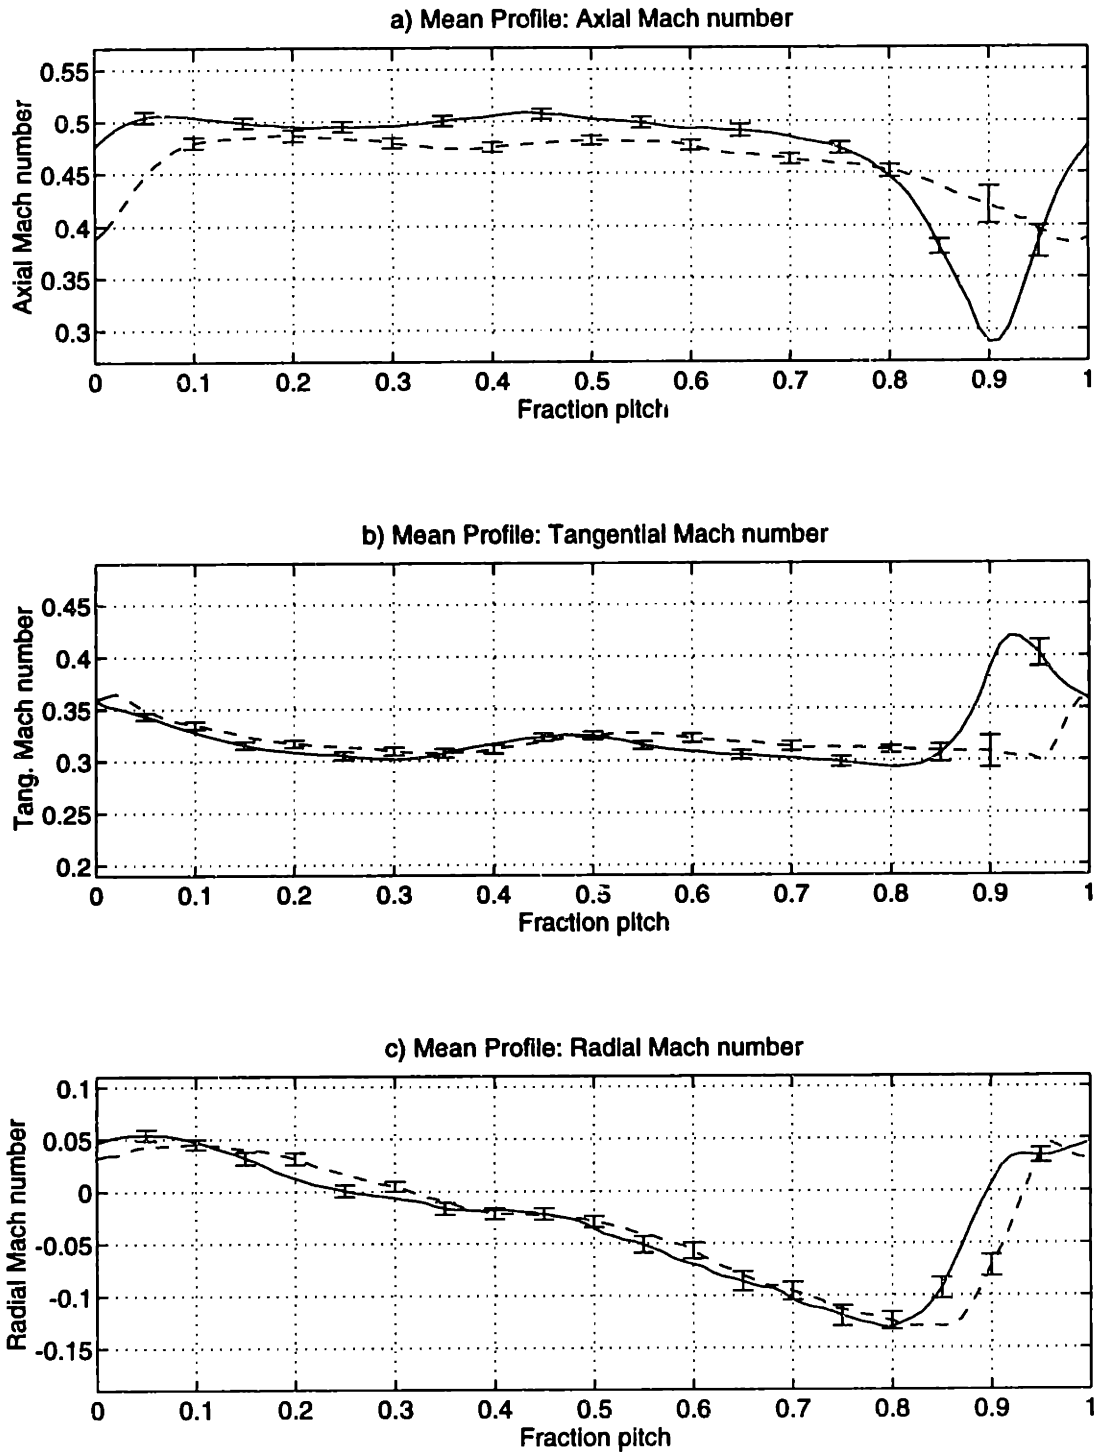 a) Mean Profile: Axial Mach number
Axial Mach number
0.55
0.5
0.45
0.4
0.35
0.3
0 0.1 0.2 0.3 0.4 0.5 0.6 0.7 0.8 0.9 1
Fraction pitch
b) Mean Profile: Tangential Mach number
Tang. Mach number
0.45
0.4
0.35
0.3
0.25
0.2
0 0.1 0.2 0.3 0.4 0.5 0.6 0.7 0.8 0.9 1
Fraction pitch
c) Mean Profile: Radial Mach number
Radial Mach number
0.1
0.05
0
-0.05
-0.1
-0.15
0 0.1 0.2 0.3 0.4 0.5 0.6 0.7 0.8 0.9 1
Fraction pitch